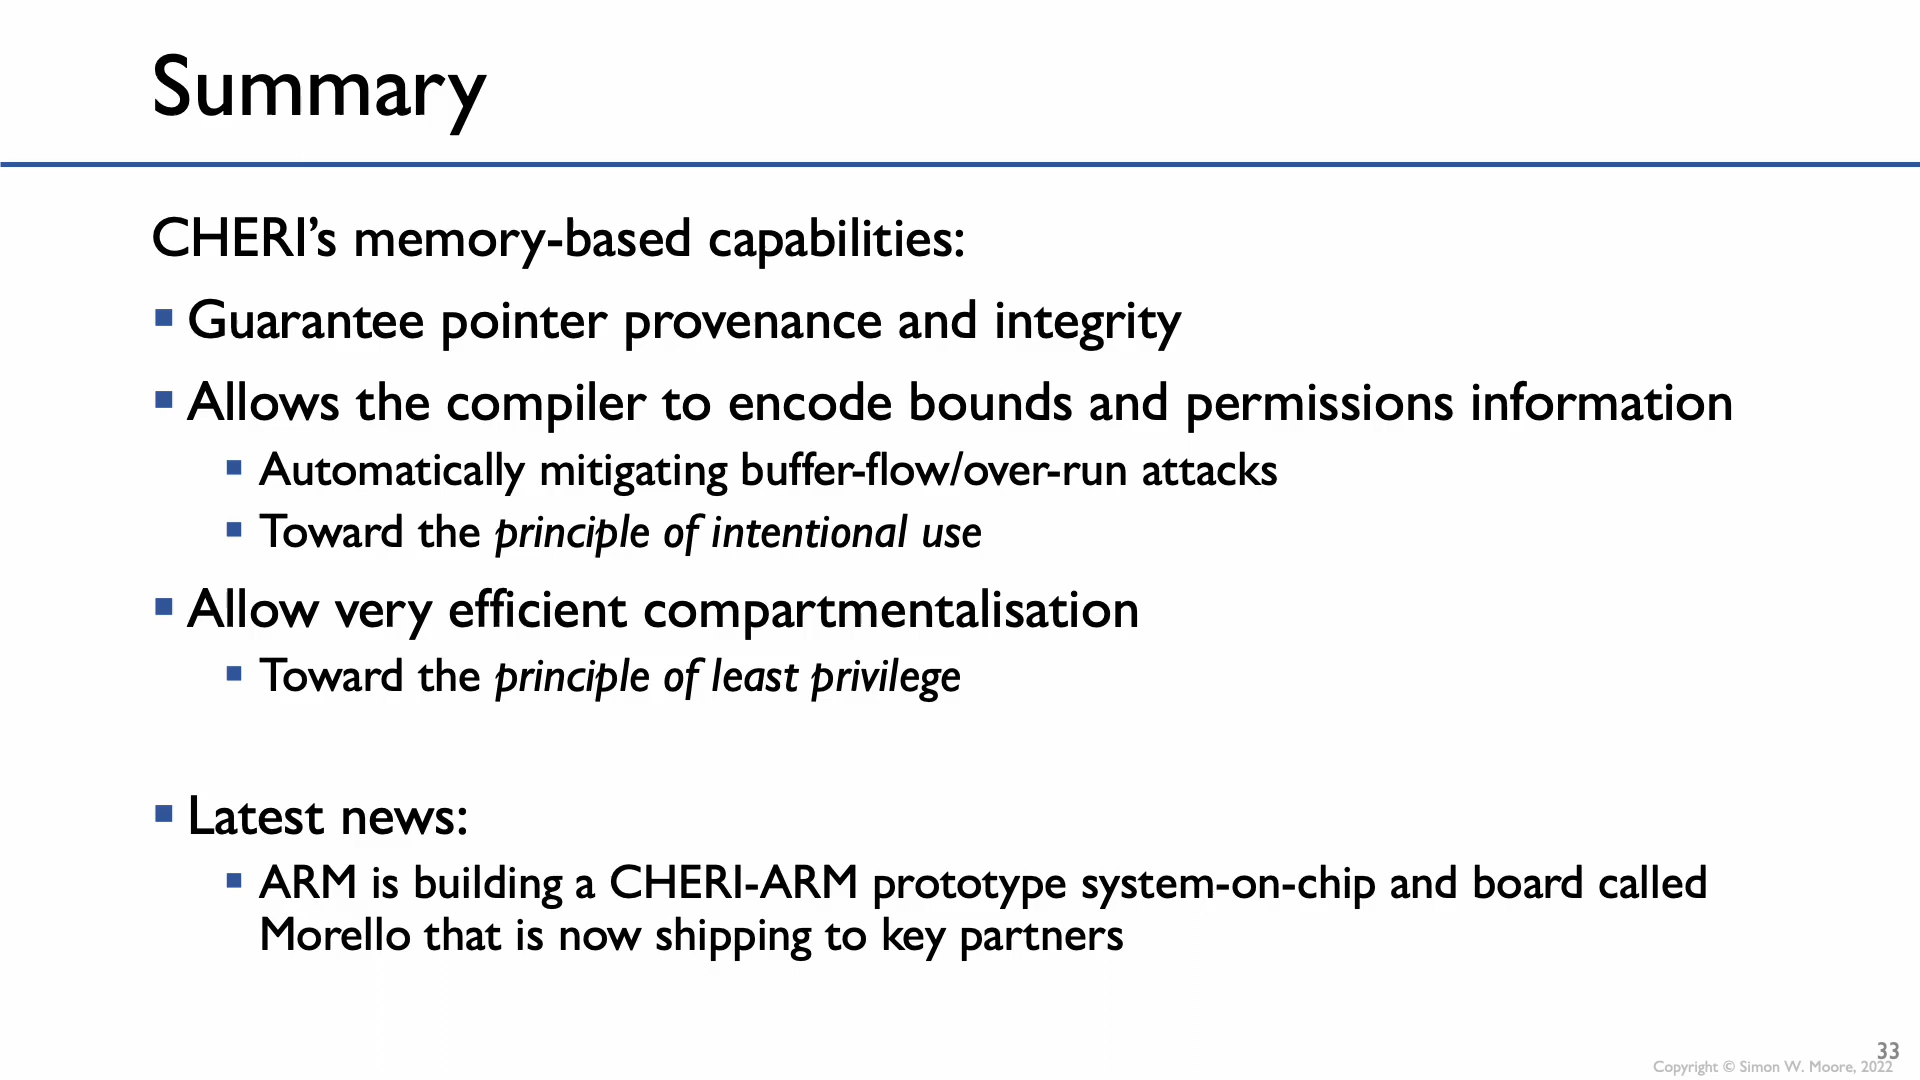 Summary
CHERI’s memory-based capabilities:
Guarantee pointer provenance and integrity
Allows the compiler to encode bounds and permissions information
Automatically mitigating buffer-flow/over-run attacks
Toward the principle of intentional use
Allow very efficient compartmentalisation
Toward the principle of least privilege
Latest news:
ARM is building a CHERI-ARM prototype system-on-chip and board called
Morello that is now shipping to key partners
33
Copyright © Simon W. Moore, 2022